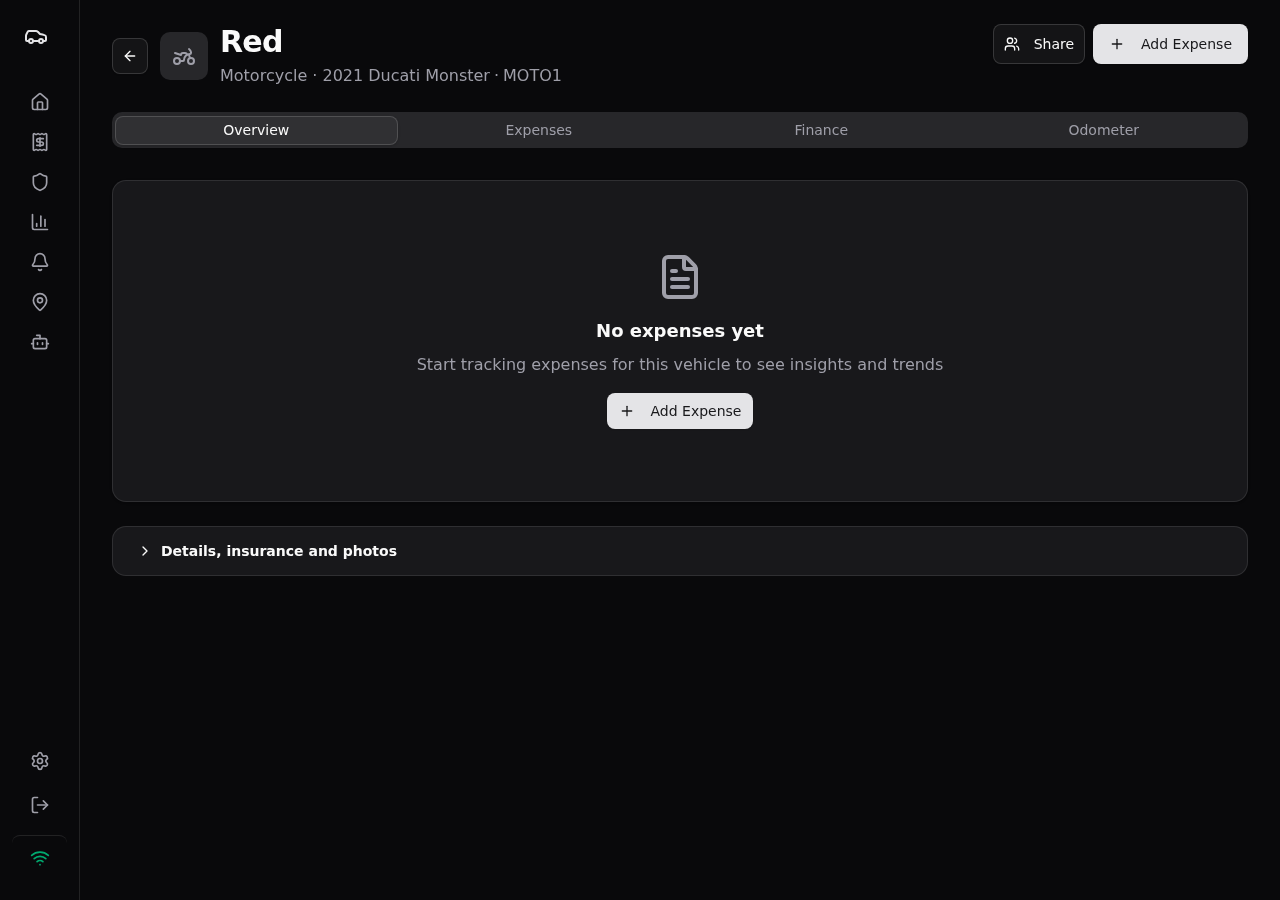 Red
Motorcycle · 2021 Ducati Monster · MOTO1
Share
Add Expense
Overview
Expenses
Finance
Odometer
No expenses yet
Start tracking expenses for this vehicle to see insights and trends
Add Expense
Details, insurance and photos